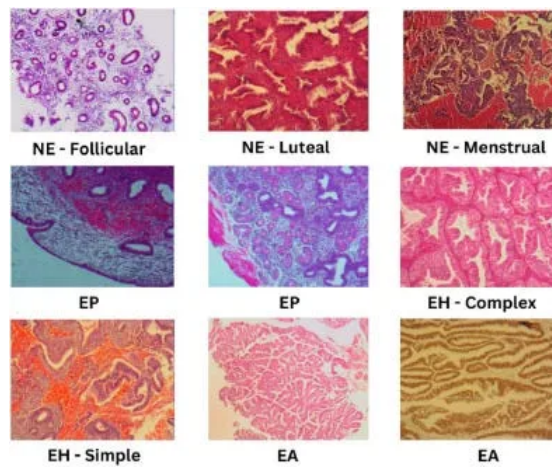 NE - Follicular
NE - Luteal
NE - Menstrual
EP
EP
EH - Complex
EH - Simple
EA
EA